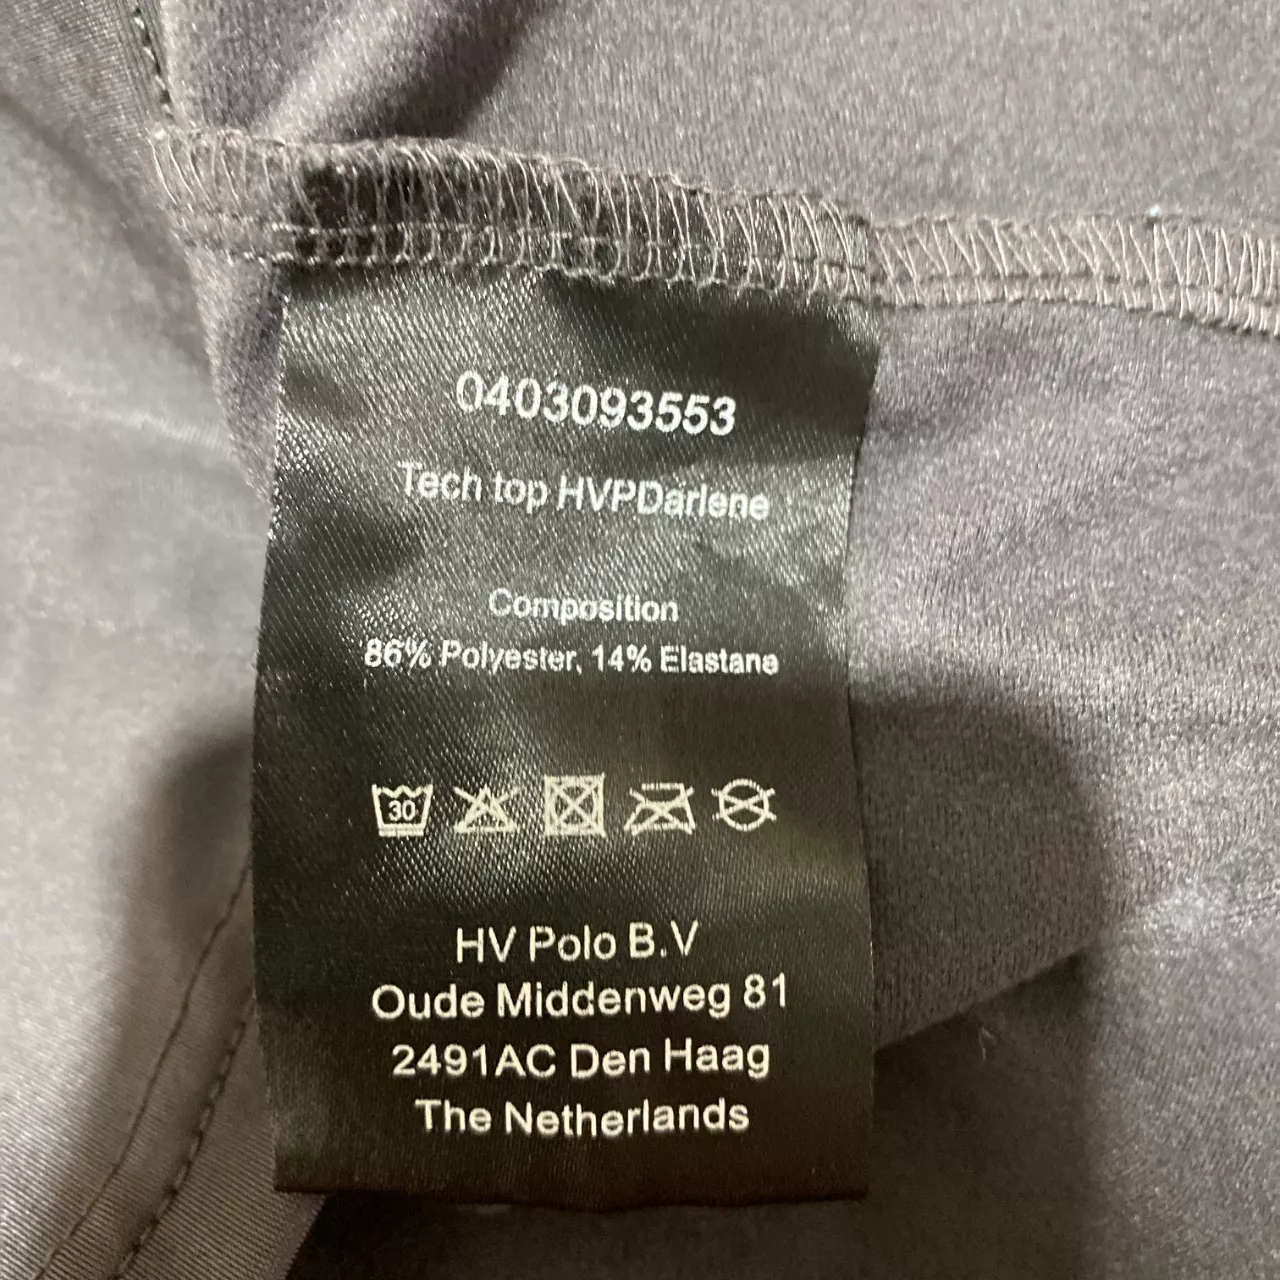 0403093553
Tech top HVPDarlene
Composition
86% Polyester, 14% Elastane
30
HV Polo B.V
Oude Middenweg 81
2491AC Den Haag
The Netherlands